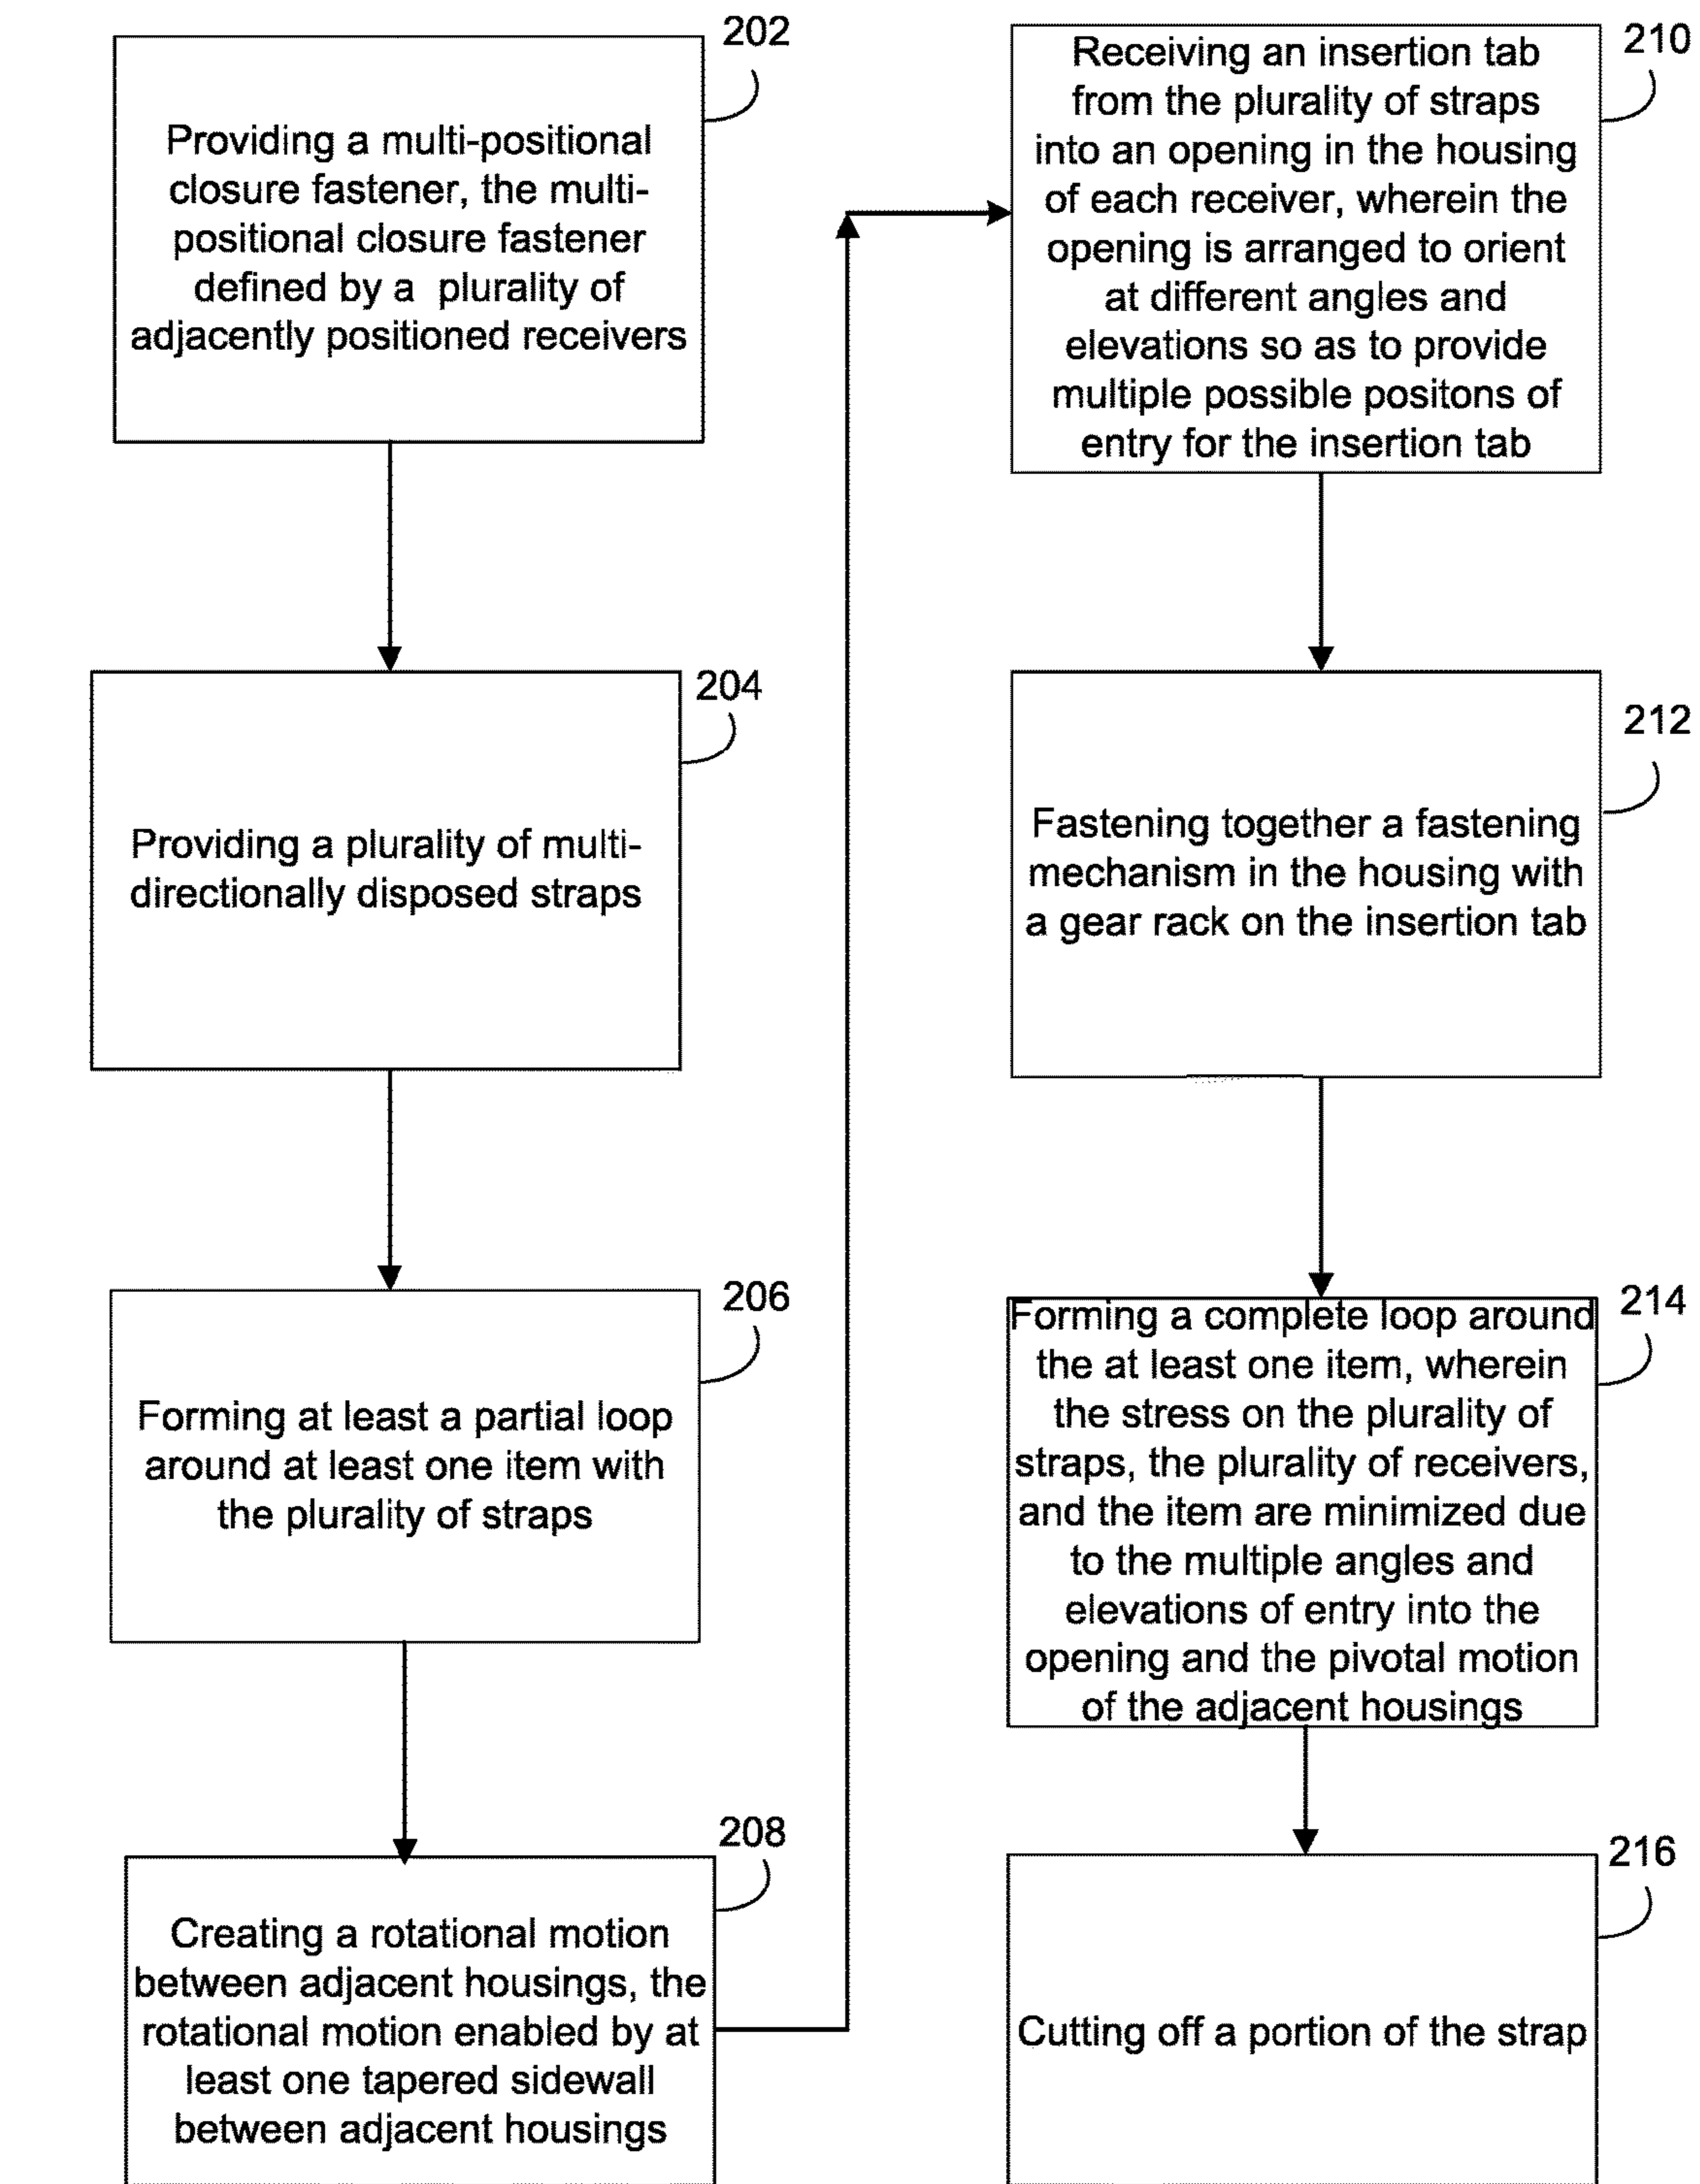 202
Providing a multi-positional
closure fastener, the multi-
positional closure fastener
defined by a plurality of
adjacently positioned receivers
204
Providing a plurality of multi-
directionally disposed straps
206
Forming at least a partial loop
around at least one item with
the plurality of straps
208
Creating a rotational motion
between adjacent housings, the
rotational motion enabled by at
least one tapered sidewall
between adjacent housings
210
Receiving an insertion tab
from the plurality of straps
into an opening in the housing
of each receiver, wherein the
opening is arranged to orient
at different angles and
elevations so as to provide
multiple possible positons of
entry for the insertion tab
212
Fastening together a fastening
mechanism in the housing with
a gear rack on the insertion tab
214
Forming a complete loop around
the at least one item, wherein
the stress on the plurality of
straps, the plurality of receivers,
and the item are minimized due
to the multiple angles and
elevations of entry into the
opening and the pivotal motion
of the adjacent housings
216
Cutting off a portion of the strap